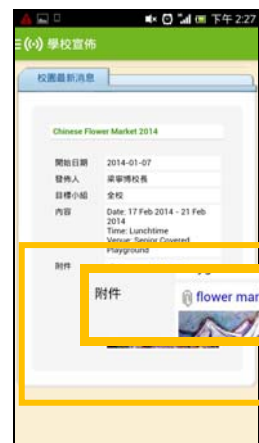 下午 2:27
學校宣佈
校園最新消息
Chinese Flower Market 2014
開始日期 2014-01-07
發佈人 梁寧博校長
目標小組 全校
內容 Date: 17 Feb 2014 - 21 Feb
2014
Time: Lunchtime
Venue: Senior Covered
Playground
附件
附件 flower mar